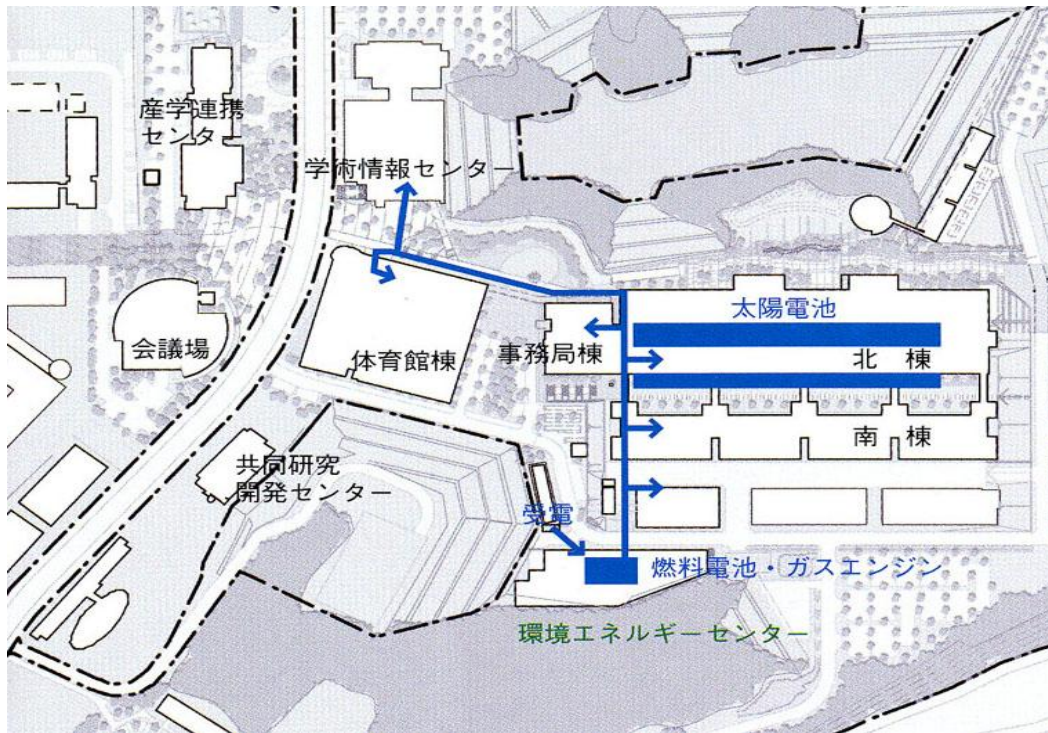 産学連携
センター
学術情報センター
太陽電池
会議場
体育館棟
事務局棟
北 棟
南 棟
共同研究
開発センター
受電
燃料電池・ガスエンジン
環境エネルギーセンター